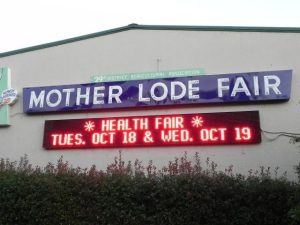 29th DISTRICT AGRICULTURAL ASSOCIATION
MOTHER LODE FAIR
* HEALTH FAIR *
TUES. OCT 18 & WED. OCT 19